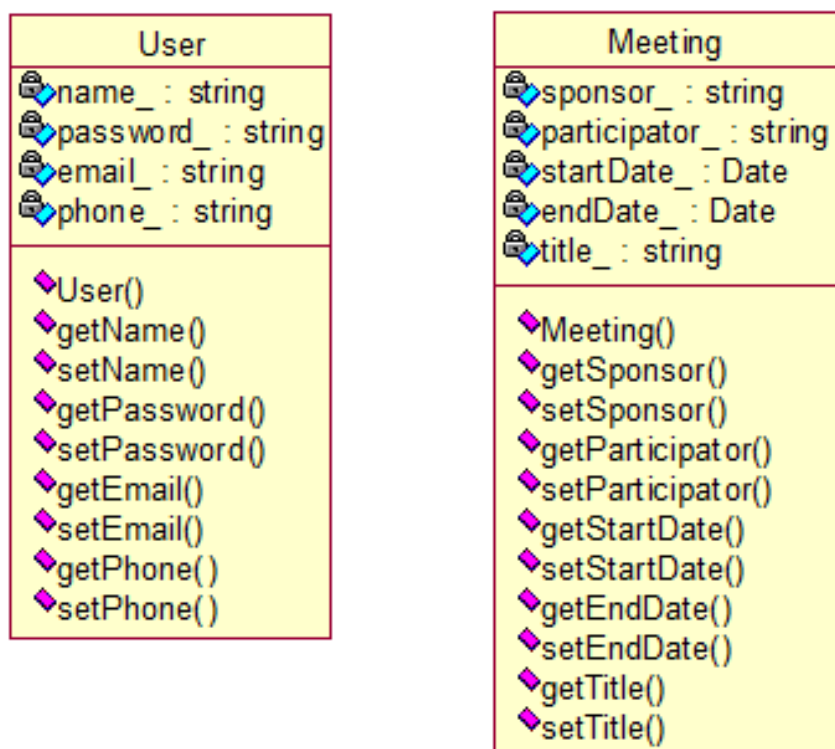 User
name_ : string
password_ : string
email_ : string
phone_ : string
User()
getName()
setName()
getPassword()
setPassword()
getEmail()
setEmail()
getPhone()
setPhone()
Meeting
sponsor_ : string
participator_ : string
startDate_ : Date
endDate_ : Date
title_ : string
Meeting()
getSponsor()
setSponsor()
getParticipator()
setParticipator()
getStartDate()
setStartDate()
getEndDate()
setEndDate()
getTitle()
setTitle()